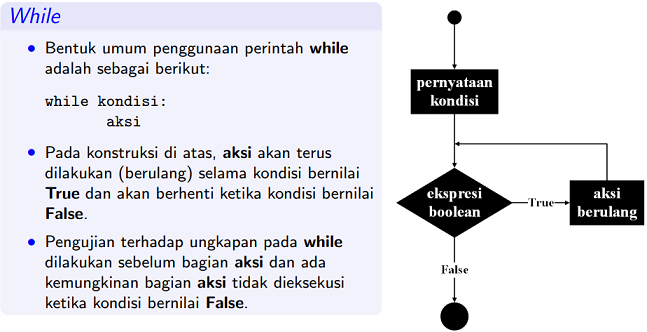 While
Bentuk umum penggunaan perintah while
adalah sebagai berikut:
while kondisi:
aksi
Pada konstruksi di atas, aksi akan terus
dilakukan (berulang) selama kondisi bernilai
True dan akan berhenti ketika kondisi bernilai
False.
Pengujian terhadap ungkapan pada while
dilakukan sebelum bagian aksi dan ada
kemungkinan bagian aksi tidak dieksekusi
ketika kondisi bernilai False.
pernyataan
kondisi
ekspresi
boolean
True
aksi
berulang
False